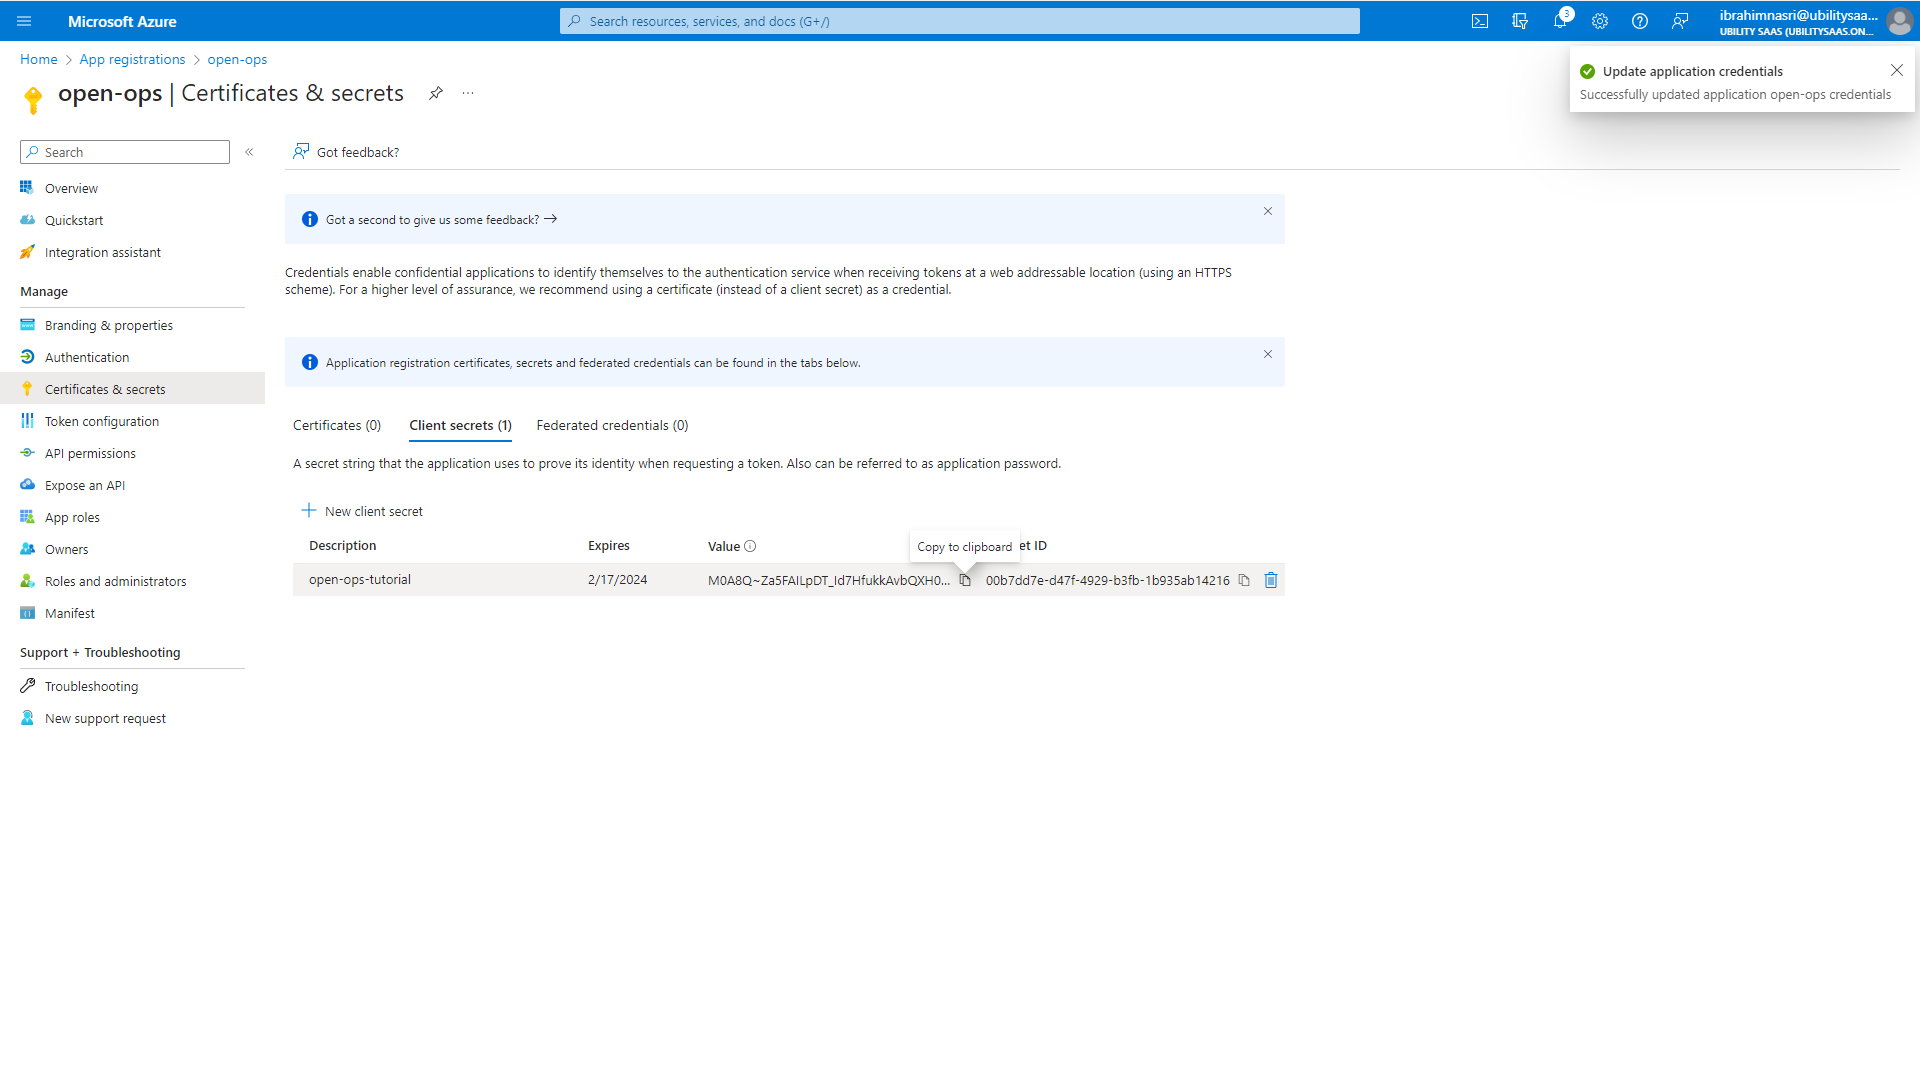 Microsoft Azure
Search resources, services, and docs (G+/)
3
ibrahimnasri@ubilitysaa...
UBILITY SAAS (UBILITYSAAS.ON...
Home > App registrations > open-ops
open-ops | Certificates & secrets
Update application credentials
Successfully updated application open-ops credentials
Search
Got feedback?
Overview
Quickstart
Integration assistant
Manage
Branding & properties
Authentication
Certificates & secrets
Token configuration
API permissions
Expose an API
App roles
Owners
Roles and administrators
Manifest
Support + Troubleshooting
Troubleshooting
New support request
Got a second to give us some feedback?
Credentials enable confidential applications to identify themselves to the authentication service when receiving tokens at a web addressable location (using an HTTPS
scheme). For a higher level of assurance, we recommend using a certificate (instead of a client secret) as a credential.
Application registration certificates, secrets and federated credentials can be found in the tabs below.
Certificates (0) Client secrets (1) Federated credentials (0)
A secret string that the application uses to prove its identity when requesting a token. Also can be referred to as application password.
New client secret
Copy to clipboard
Description Expires Value et ID
open-ops-tutorial 2/17/2024 M0A8Q~Za5FAILpDT_Id7HfukkAvbQXH0... 00b7dd7e-d47f-4929-b3fb-1b935ab14216